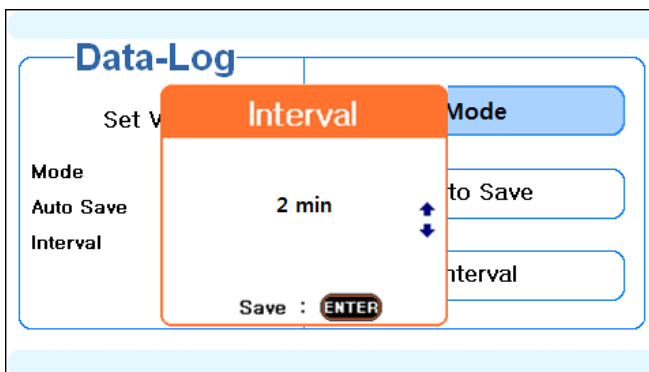 Data-Log
Interval
Set V
Mode
Mode
Auto Save
Interval
2 min
to Save
nterval
Save : ENTER